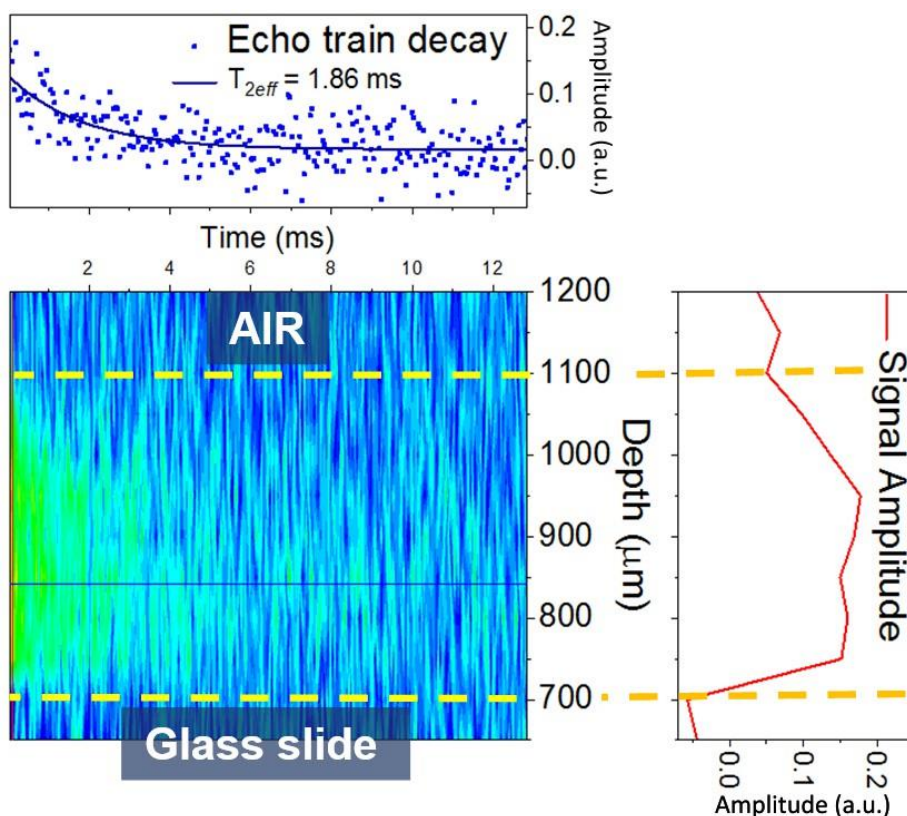 Echo train decay
T2eff = 1.86 ms
0.2
0.1
0.0
Amplitude (a.u.)
Time (ms)
2 4 6 8 10 12
AIR
Glass slide
1200
1100
1000
900
800
700
Depth (μm)
Signal Amplitude
0.0 0.1 0.2
Amplitude (a.u.)